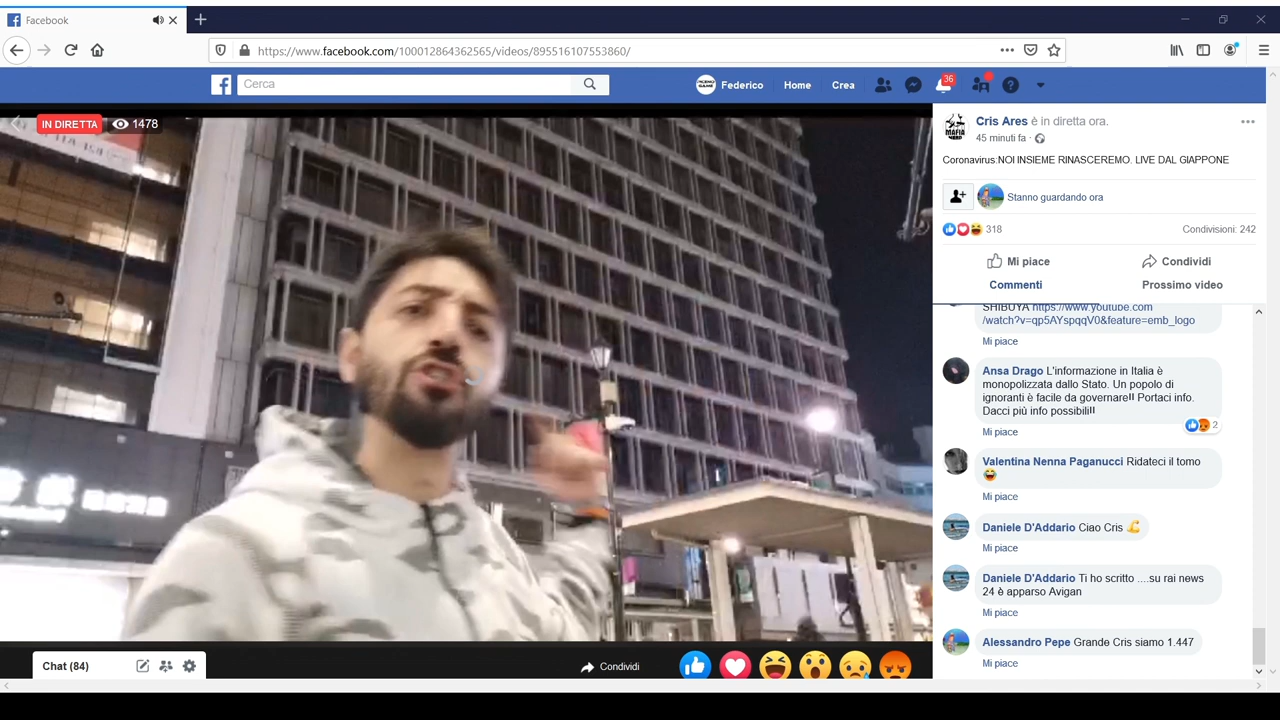 Facebook
https://www.facebook.com/100012864362565/videos/895516107553860/
Cerca
Federico
Home
Crea
36
IN DIRETTA
1478
MAFIA
Cris Ares è in diretta ora.
45 minuti fa ·
Coronavirus:NOI INSIEME RINASCEREMO. LIVE DAL GIAPPONE
Stanno guardando ora
318
Condivisioni: 242
Mi piace
Condividi
Commenti
Prossimo video
SHIBUYA https://www.youtube.com
/watch?v=qp5AYspqqV0&feature=emb_logo
Mi piace
Ansa Drago L'informazione in Italia è
monopolizzata dallo Stato. Un popolo di
ignoranti è facile da governare!! Portaci info.
Dacci più info possibili!!
2
Mi piace
Valentina Nenna Paganucci Ridateci il tomo
😂
Mi piace
Daniele D'Addario Ciao Cris 💪
Mi piace
Daniele D'Addario Ti ho scritto ....su rai news
24 è apparso Avigan
Mi piace
Alessandro Pepe Grande Cris siamo 1.447
Mi piace
Chat (84)
Condividi